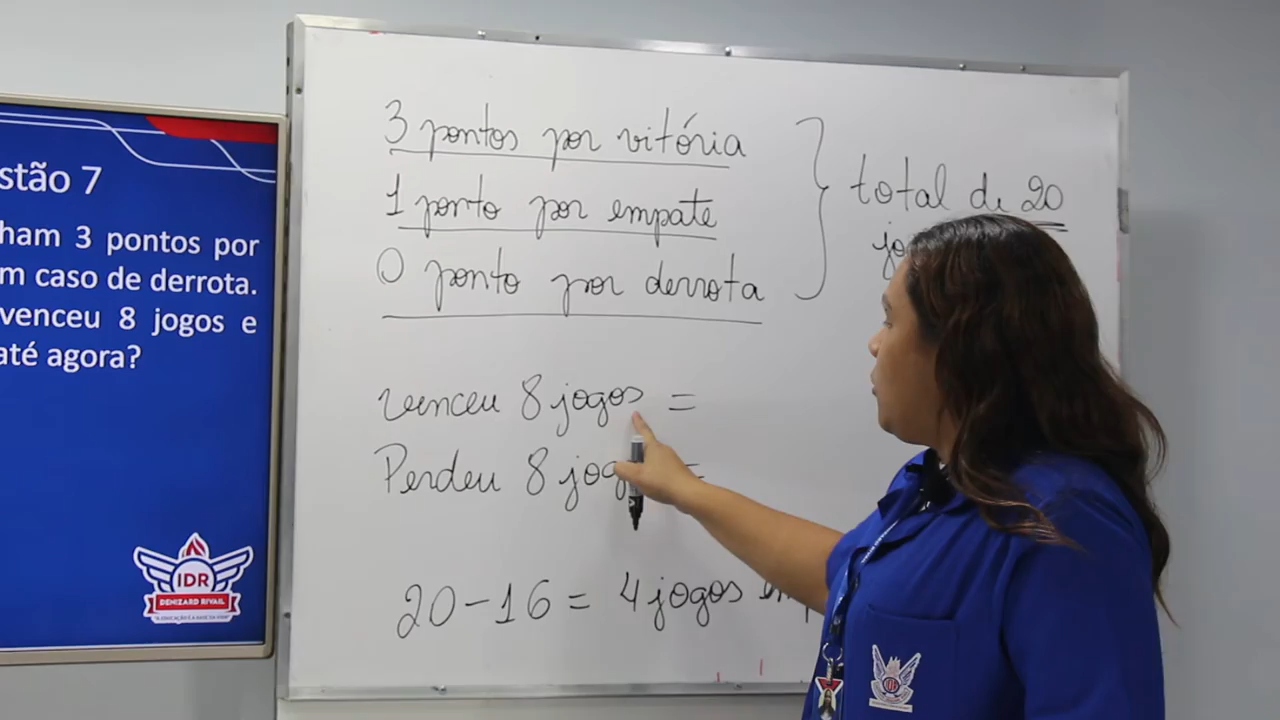 stão 7
ham 3 pontos por
m caso de derrota.
venceu 8 jogos e
até agora?
IDR
DENIZARD RIVAIL
3 pontos por vitória
1 ponto por empate
0 ponto por derrota
total de 20
jo
venceu 8 jogos =
Perdeu 8 jog =
20-16 = 4 jogos emp